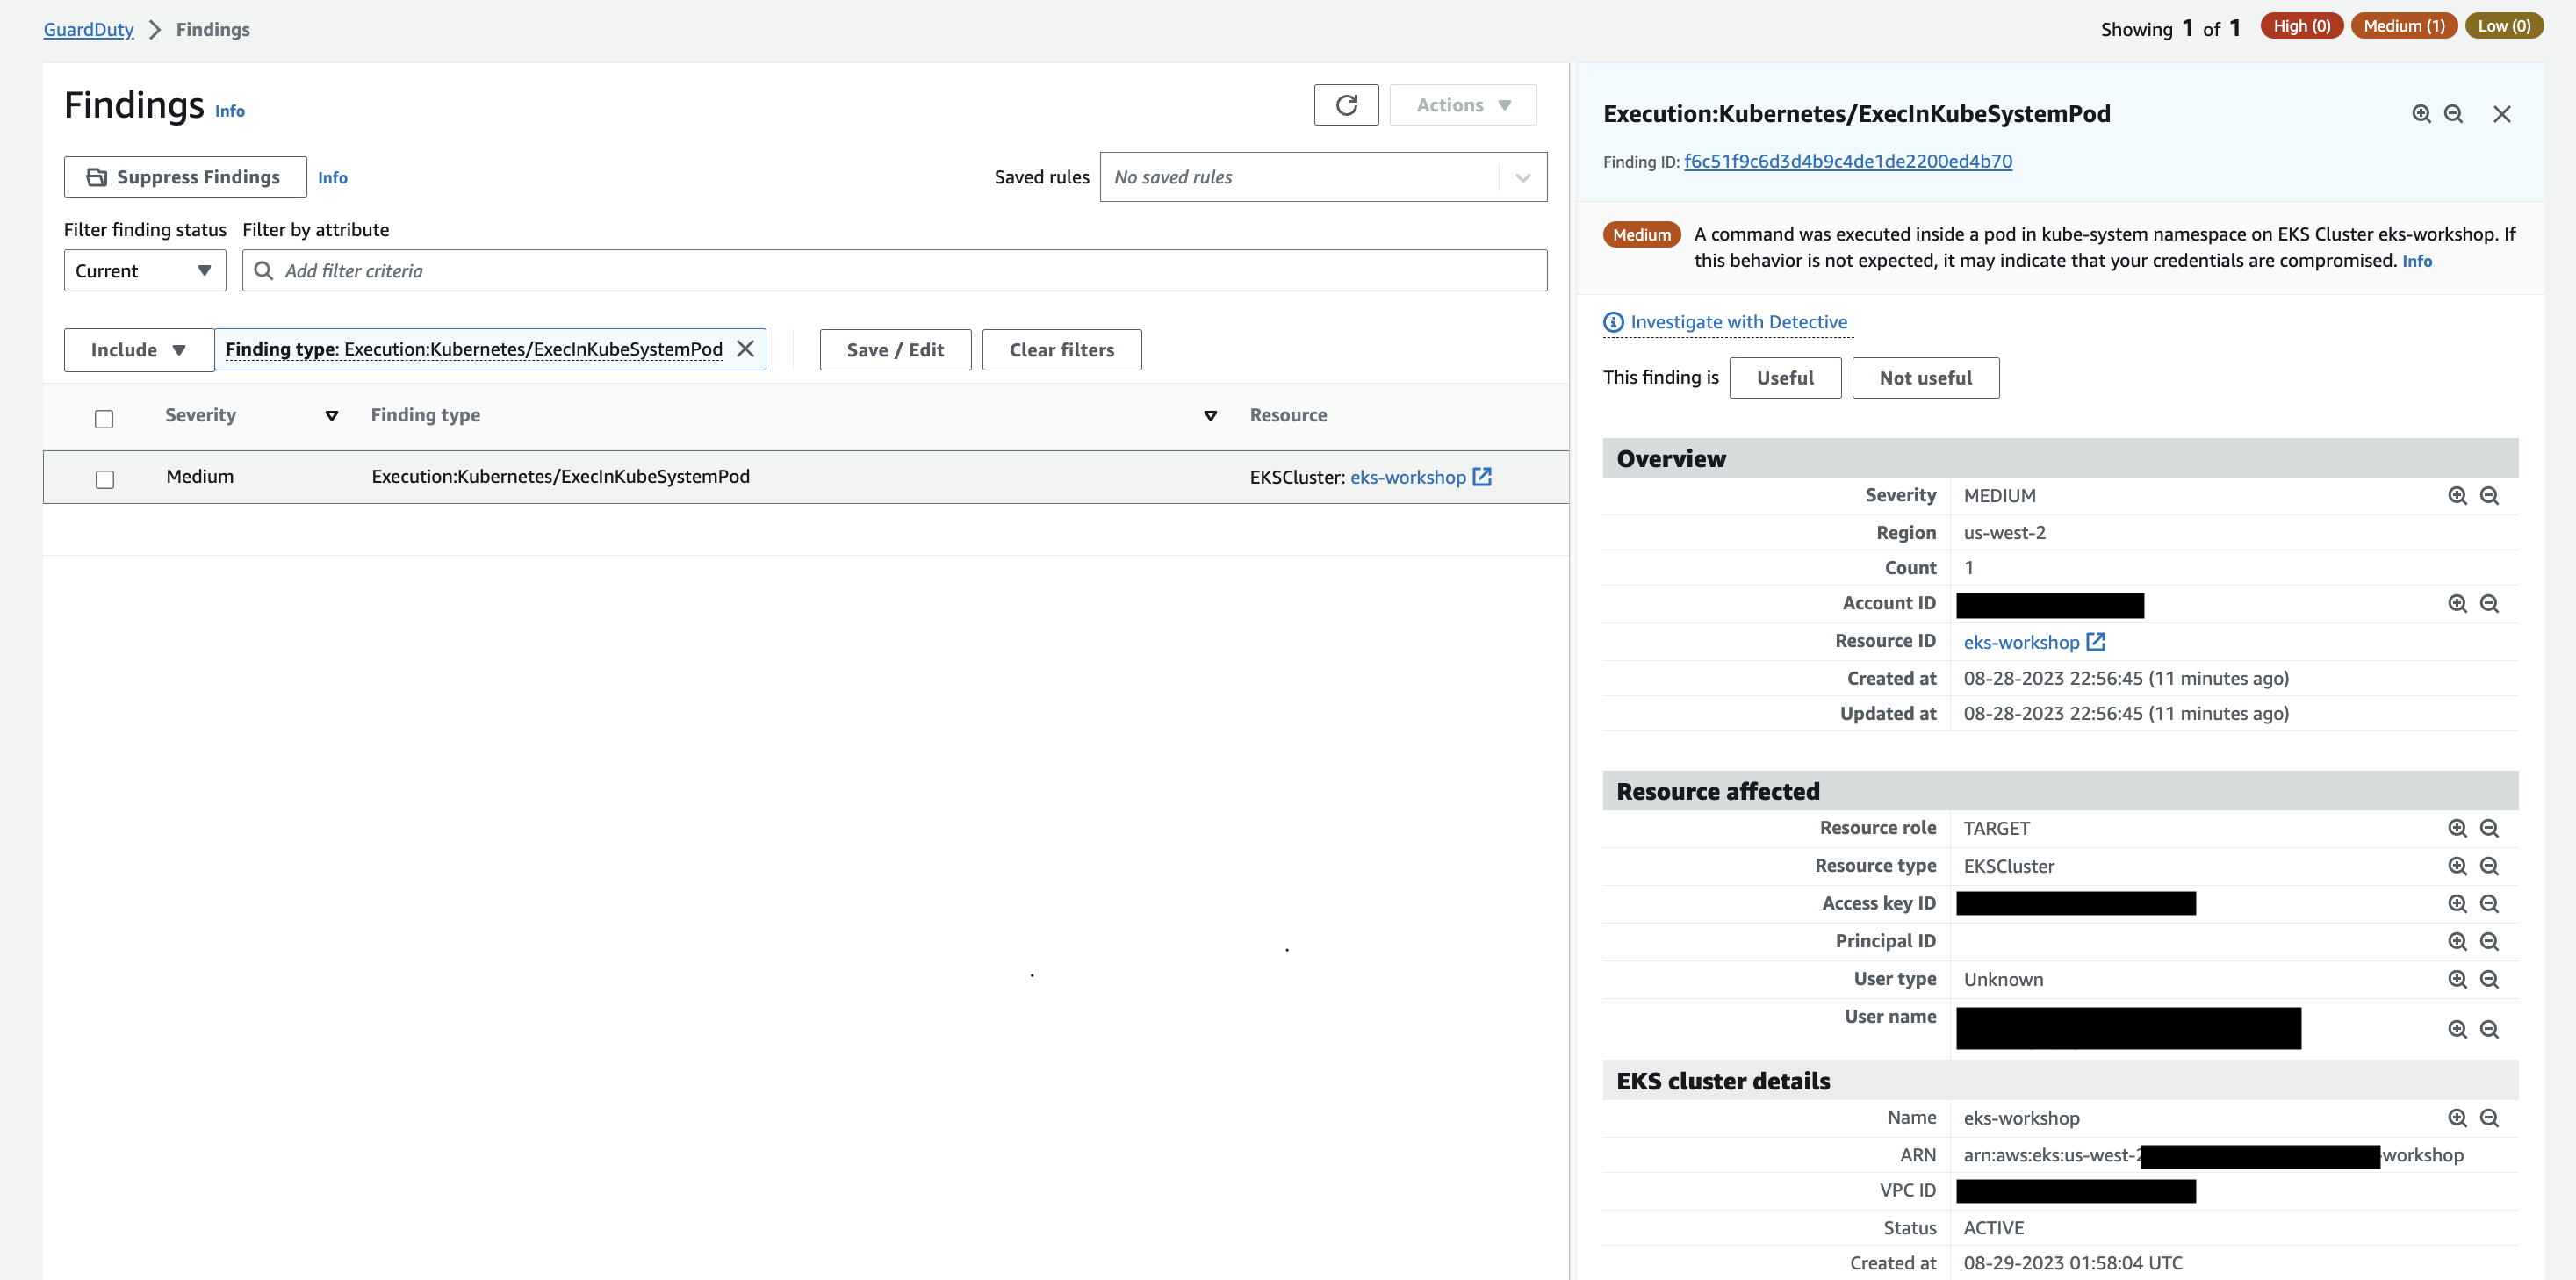 GuardDuty > Findings
Showing 1 of 1 High (0) Medium (1) Low (0)
Findings Info
Actions
Suppress Findings Info
Saved rules No saved rules
Filter finding status Filter by attribute
Current Add filter criteria
Include Finding type: Execution:Kubernetes/ExecInKubeSystemPod Save / Edit Clear filters
Severity Finding type Resource
Medium Execution:Kubernetes/ExecInKubeSystemPod EKSCluster: eks-workshop
Execution:Kubernetes/ExecInKubeSystemPod
Finding ID: f6c51f9c6d3d4b9c4de1de2200ed4b70
Medium A command was executed inside a pod in kube-system namespace on EKS Cluster eks-workshop. If
this behavior is not expected, it may indicate that your credentials are compromised. Info
Investigate with Detective
This finding is Useful Not useful
Overview
Severity MEDIUM
Region us-west-2
Count 1
Account ID
Resource ID eks-workshop
Created at 08-28-2023 22:56:45 (11 minutes ago)
Updated at 08-28-2023 22:56:45 (11 minutes ago)
Resource affected
Resource role TARGET
Resource type EKSCluster
Access key ID
Principal ID
User type Unknown
User name
EKS cluster details
Name eks-workshop
ARN arn:aws:eks:us-west-2 workshop
VPC ID
Status ACTIVE
Created at 08-29-2023 01:58:04 UTC